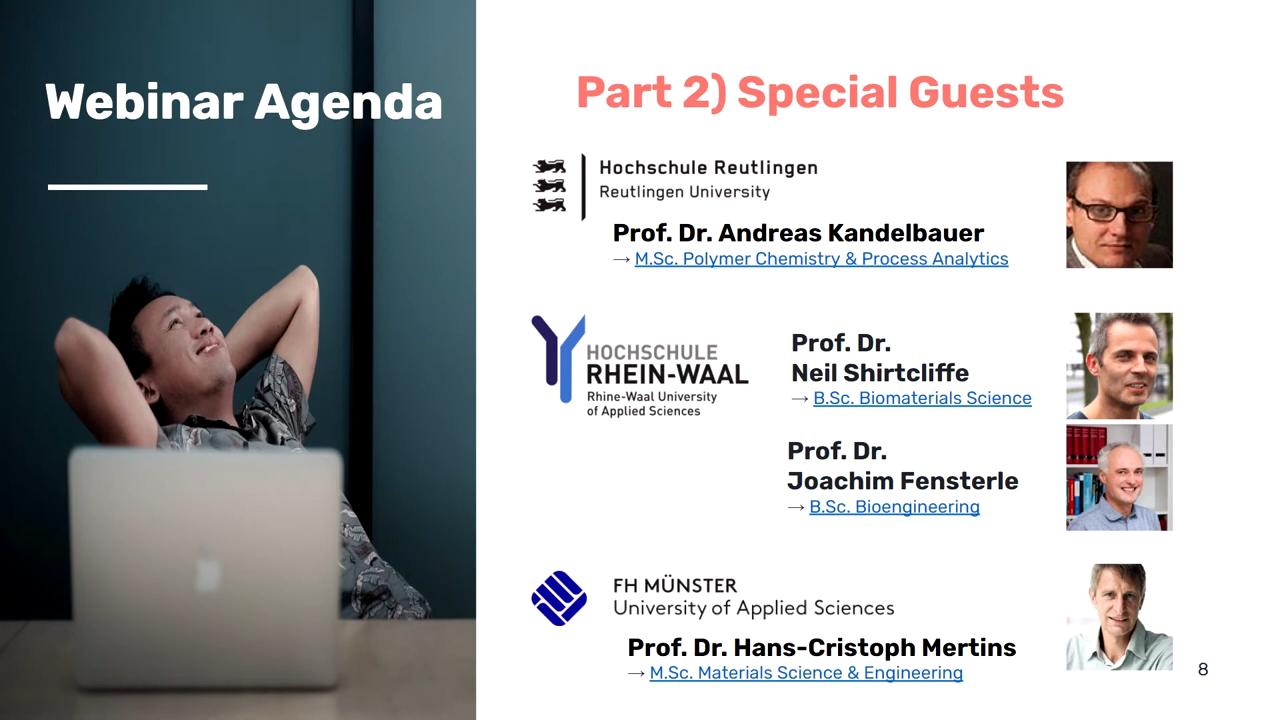 Webinar Agenda
Part 2) Special Guests
Hochschule Reutlingen
Reutlingen University
Prof. Dr. Andreas Kandelbauer
→ M.Sc. Polymer Chemistry & Process Analytics
HOCHSCHULE
RHEIN-WAAL
Rhine-Waal University
of Applied Sciences
Prof. Dr.
Neil Shirtcliffe
→ B.Sc. Biomaterials Science
Prof. Dr.
Joachim Fensterle
→ B.Sc. Bioengineering
FH MÜNSTER
University of Applied Sciences
Prof. Dr. Hans-Cristoph Mertins
→ M.Sc. Materials Science & Engineering
8